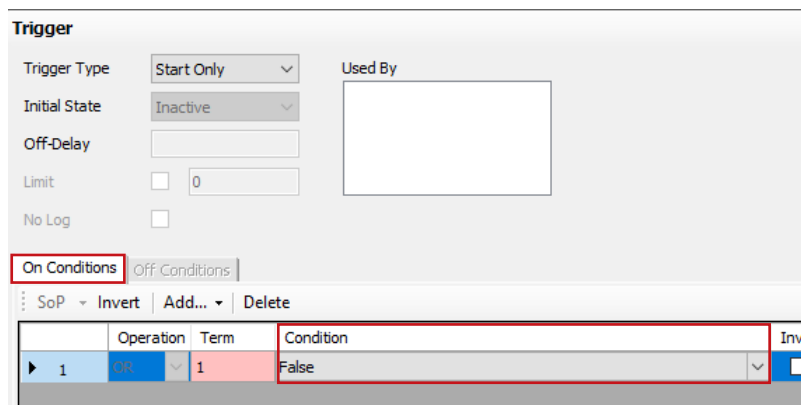 Trigger
Trigger Type Start Only Used By
Initial State Inactive
Off-Delay
Limit 0
No Log
On Conditions Off Conditions
SoP Invert Add... Delete
Operation Term Condition Inv
1 OR 1 False